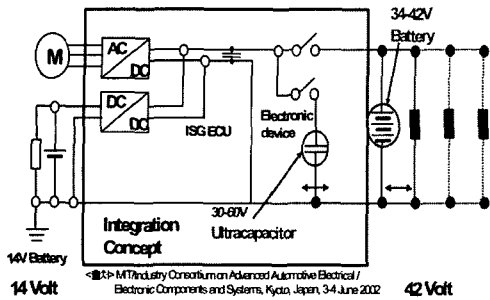 34-42V
Battery
M
AC
DC
DC
DC
ISG ECU
Electronic
device
30-60V
Ultracapacitor
Integration
Concept
14V Battery
MIT/Industry Consortium on Advanced Automotive Electrical /
Electronic Components and Systems, Kyoto, Japan, 3-4 June 2002
14 Volt
42 Volt